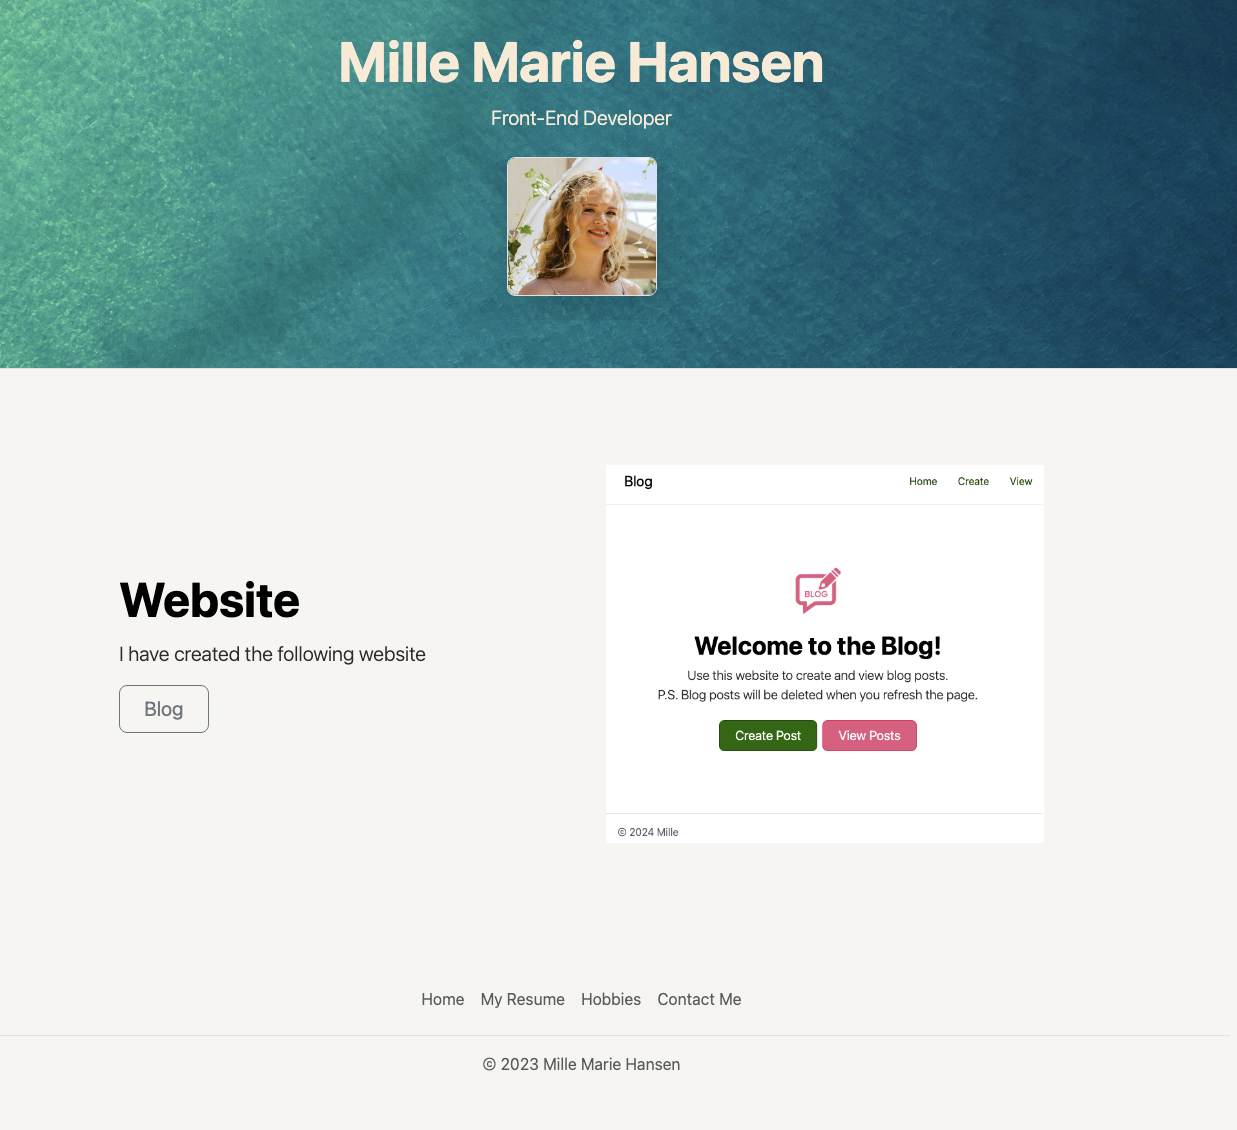 Mille Marie Hansen
Front-End Developer
Website
I have created the following website
Blog
Blog
Home Create View
BLOG
Welcome to the Blog!
Use this website to create and view blog posts.
P.S. Blog posts will be deleted when you refresh the page.
Create Post View Posts
© 2024 Mille
Home My Resume Hobbies Contact Me
© 2023 Mille Marie Hansen